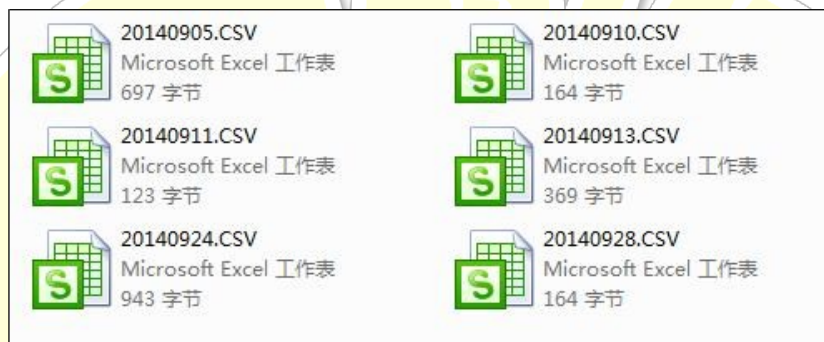 20140905.CSV
Microsoft Excel 工作表
697 字节
20140910.CSV
Microsoft Excel 工作表
164 字节
20140911.CSV
Microsoft Excel 工作表
123 字节
20140913.CSV
Microsoft Excel 工作表
369 字节
20140924.CSV
Microsoft Excel 工作表
943 字节
20140928.CSV
Microsoft Excel 工作表
164 字节